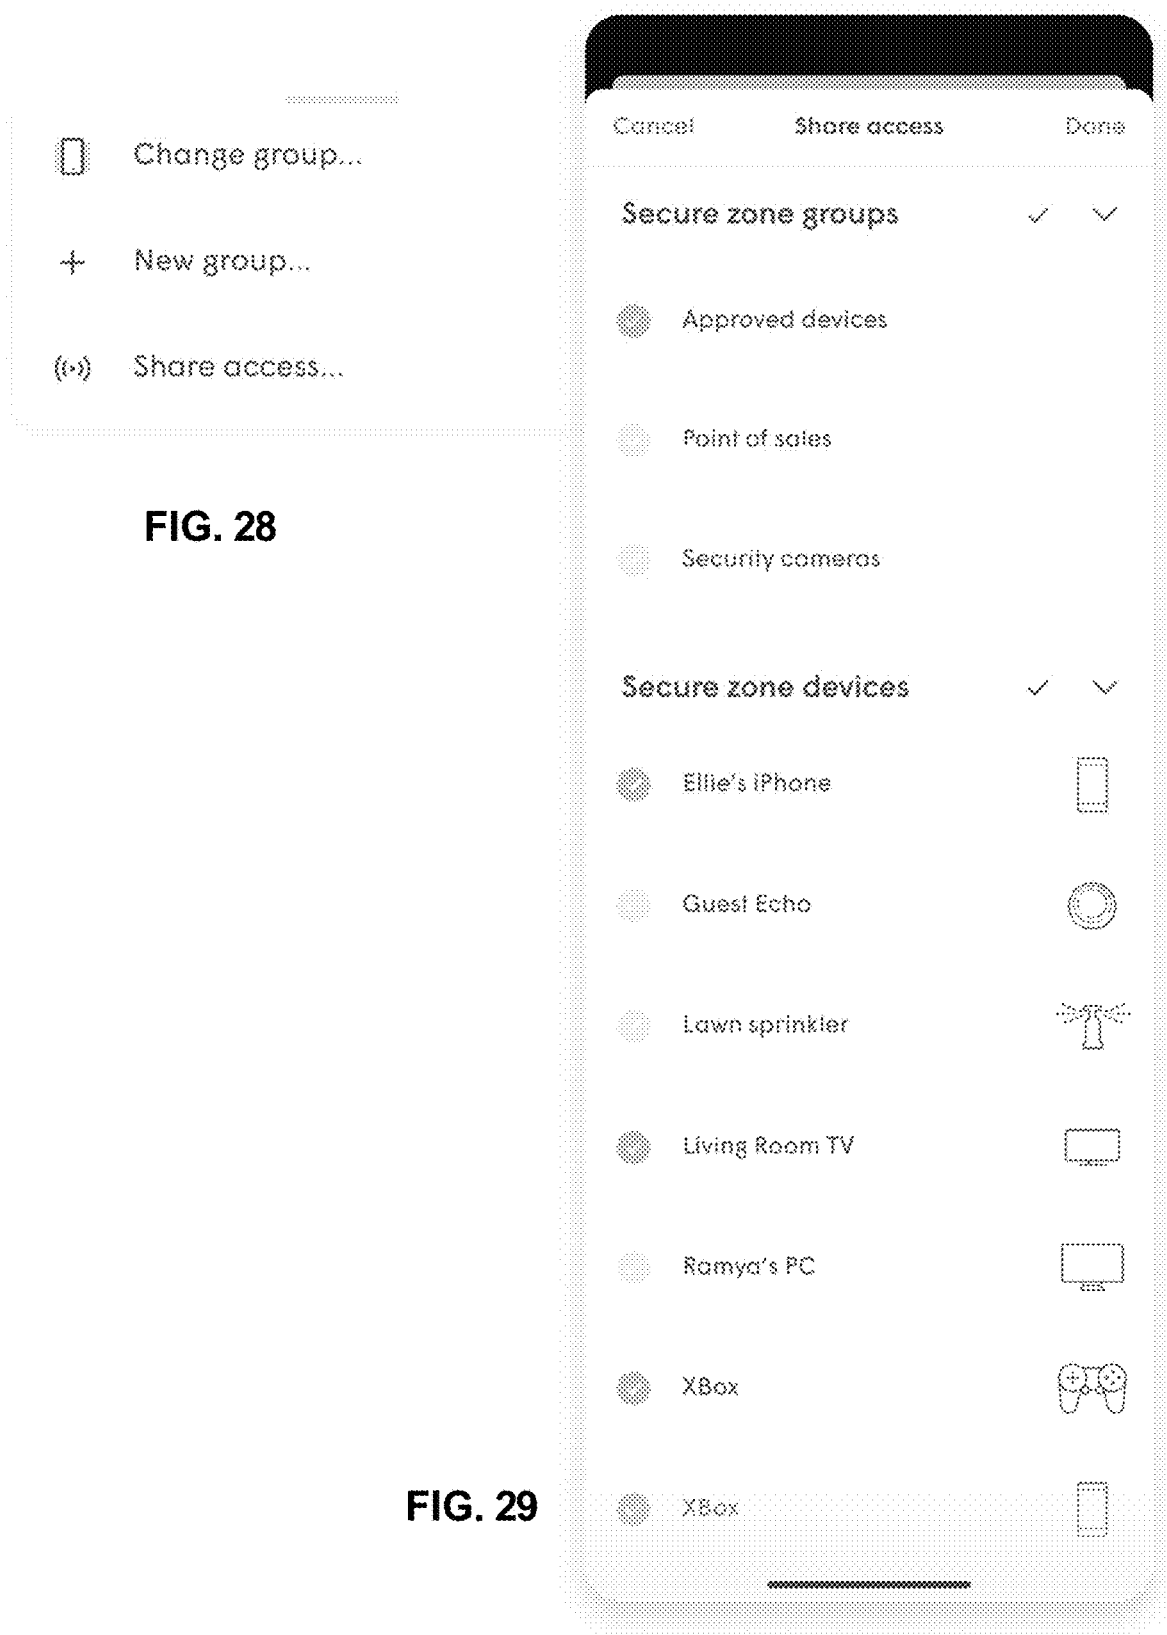 Change group...
New group...
Share access...
FIG. 28
Cancel Share access Done
Secure zone groups
Approved devices
Point of sales
Security cameras
Secure zone devices
Ellie's iPhone
Guest Echo
Lawn sprinkler
Living Room TV
Ramya's PC
XBox
XBox
FIG. 29